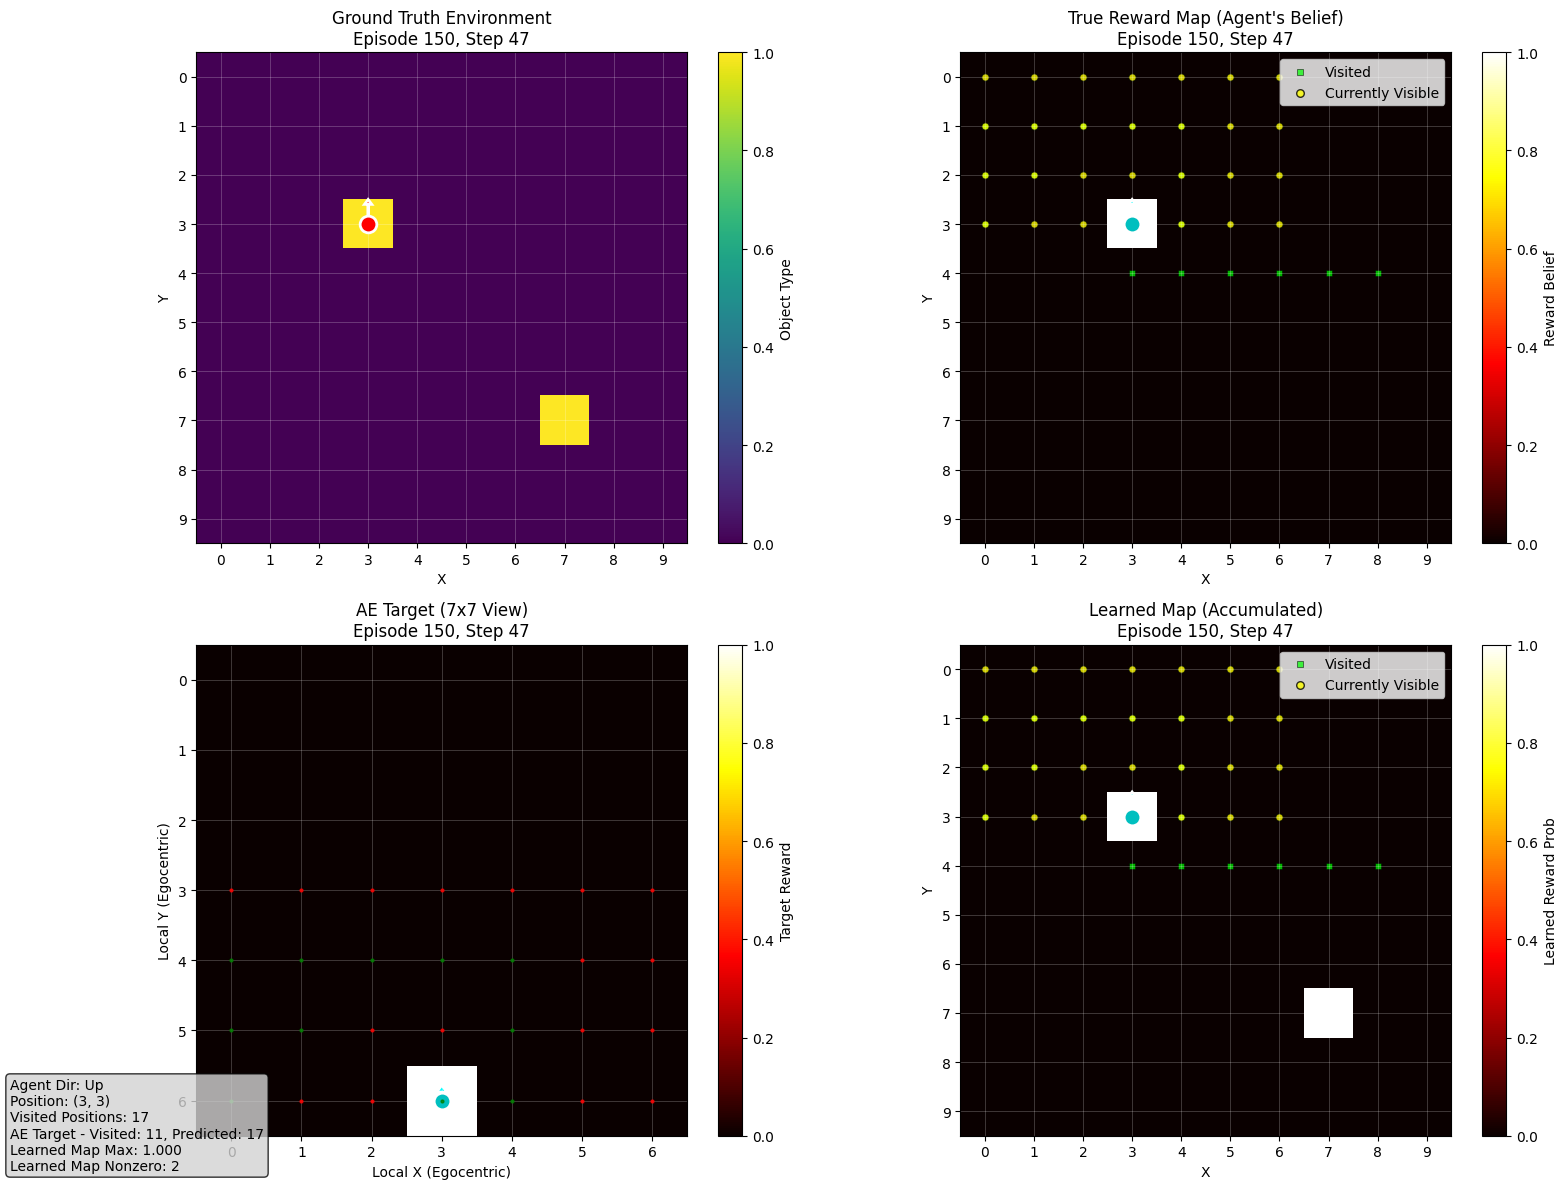 Ground Truth Environment
Episode 150, Step 47
0
1
2
3
4
5
6
7
8
9
Y
0 1 2 3 4 5 6 7 8 9
X
1.0
0.8
0.6
0.4
0.2
0.0
Object Type
True Reward Map (Agent's Belief)
Episode 150, Step 47
Visited
Currently Visible
0
1
2
3
4
5
6
7
8
9
Y
0 1 2 3 4 5 6 7 8 9
X
1.0
0.8
0.6
0.4
0.2
0.0
Reward Belief
AE Target (7x7 View)
Episode 150, Step 47
0
1
2
3
4
5
6
Local Y (Egocentric)
0 1 2 3 4 5 6
Local X (Egocentric)
1.0
0.8
0.6
0.4
0.2
0.0
Target Reward
Agent Dir: Up
Position: (3, 3)
Visited Positions: 17
AE Target - Visited: 11, Predicted: 17
Learned Map Max: 1.000
Learned Map Nonzero: 2
Learned Map (Accumulated)
Episode 150, Step 47
Visited
Currently Visible
0
1
2
3
4
5
6
7
8
9
Y
0 1 2 3 4 5 6 7 8 9
X
1.0
0.8
0.6
0.4
0.2
0.0
Learned Reward Prob